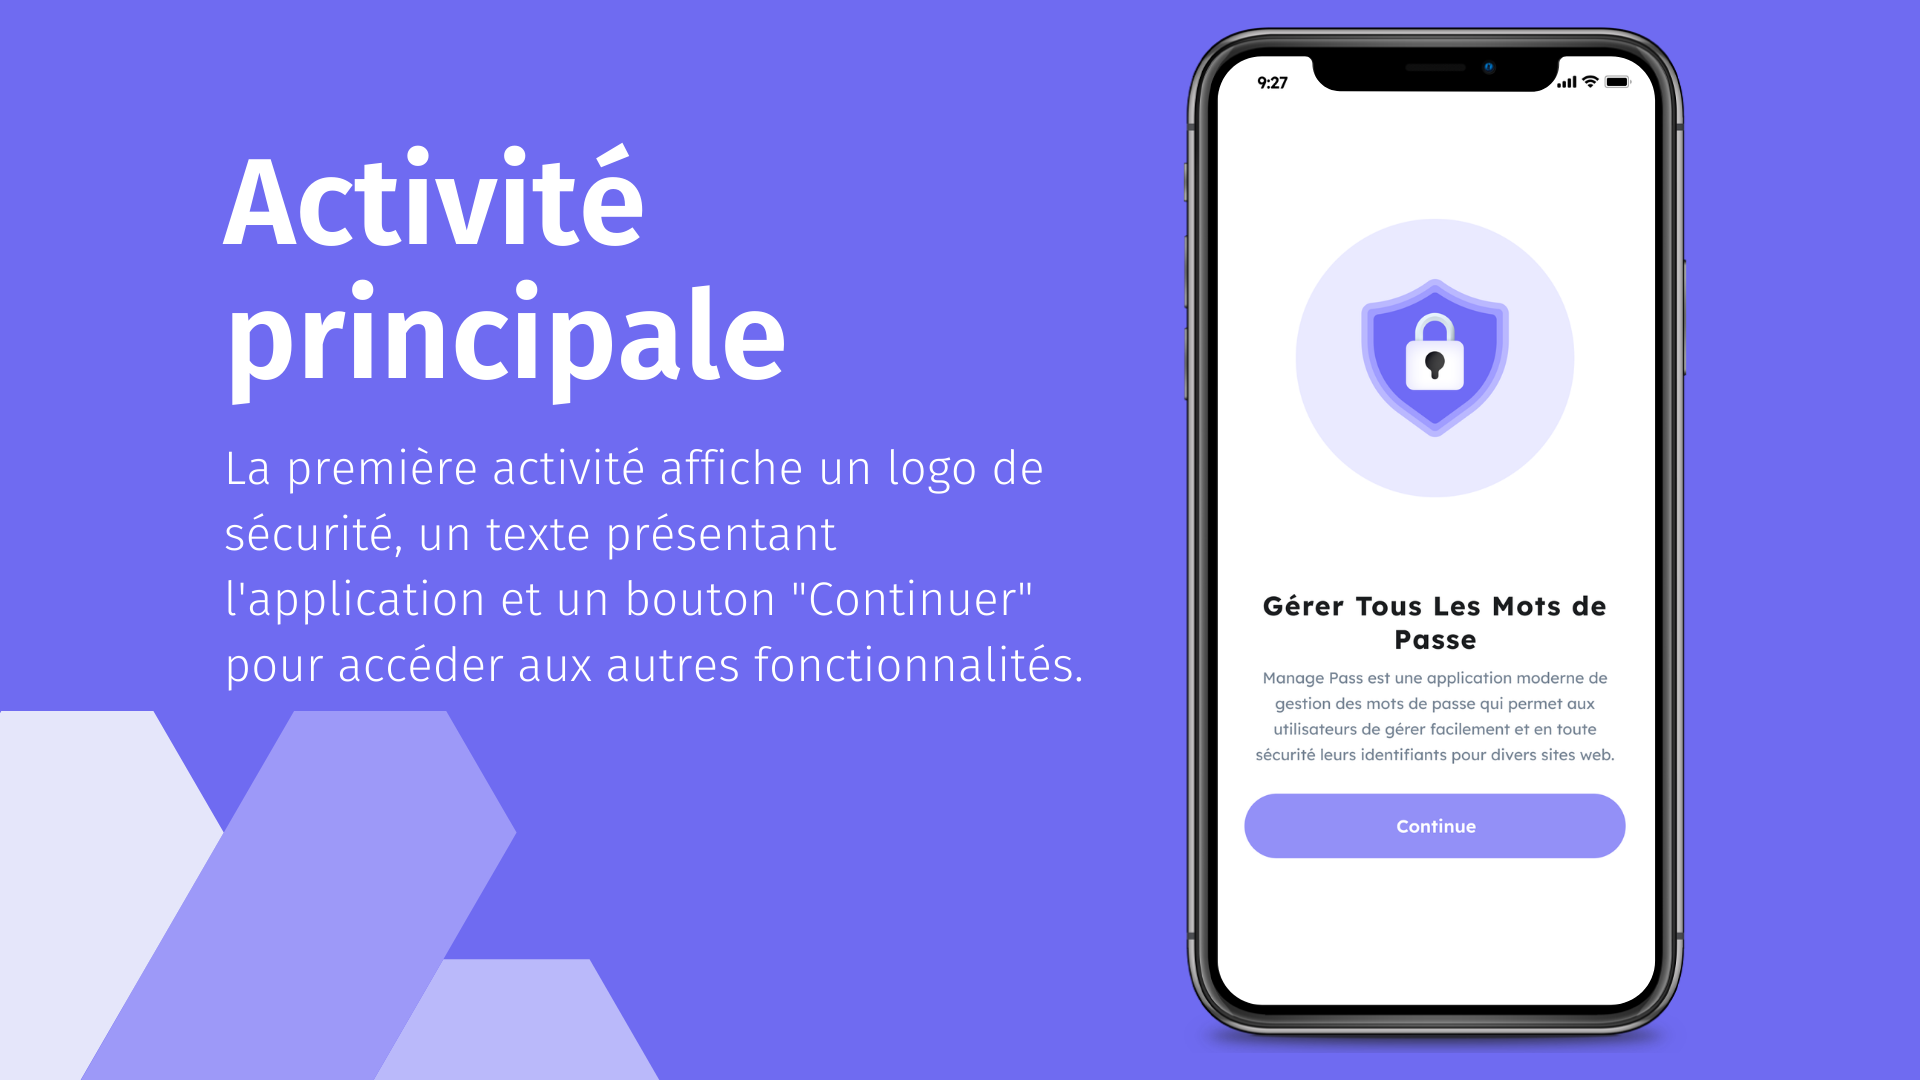 Activité
principale
La première activité affiche un logo de
sécurité, un texte présentant
l'application et un bouton "Continuer"
pour accéder aux autres fonctionnalités.
9:27
Gérer Tous Les Mots de
Passe
Manage Pass est une application moderne de
gestion des mots de passe qui permet aux
utilisateurs de gérer facilement et en toute
sécurité leurs identifiants pour divers sites web.
Continue